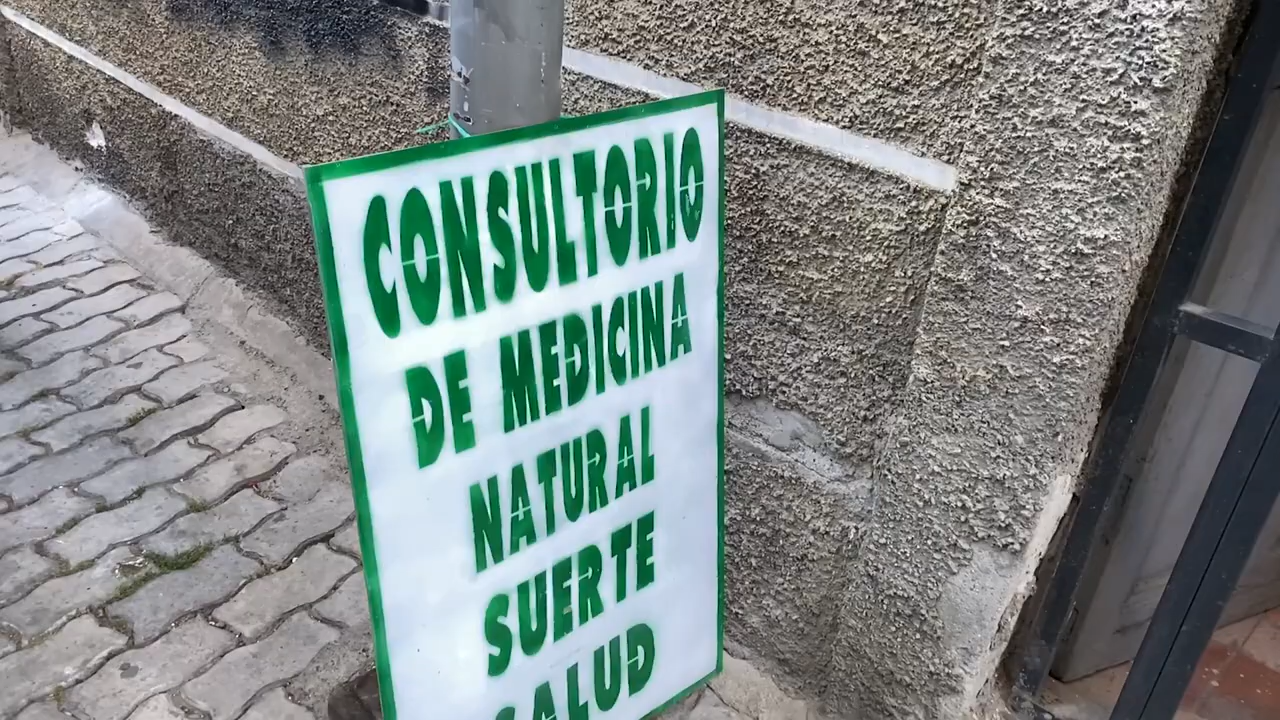 CONSULTORIO
DE MEDICINA
NATURAL
SUERTE
SALUD